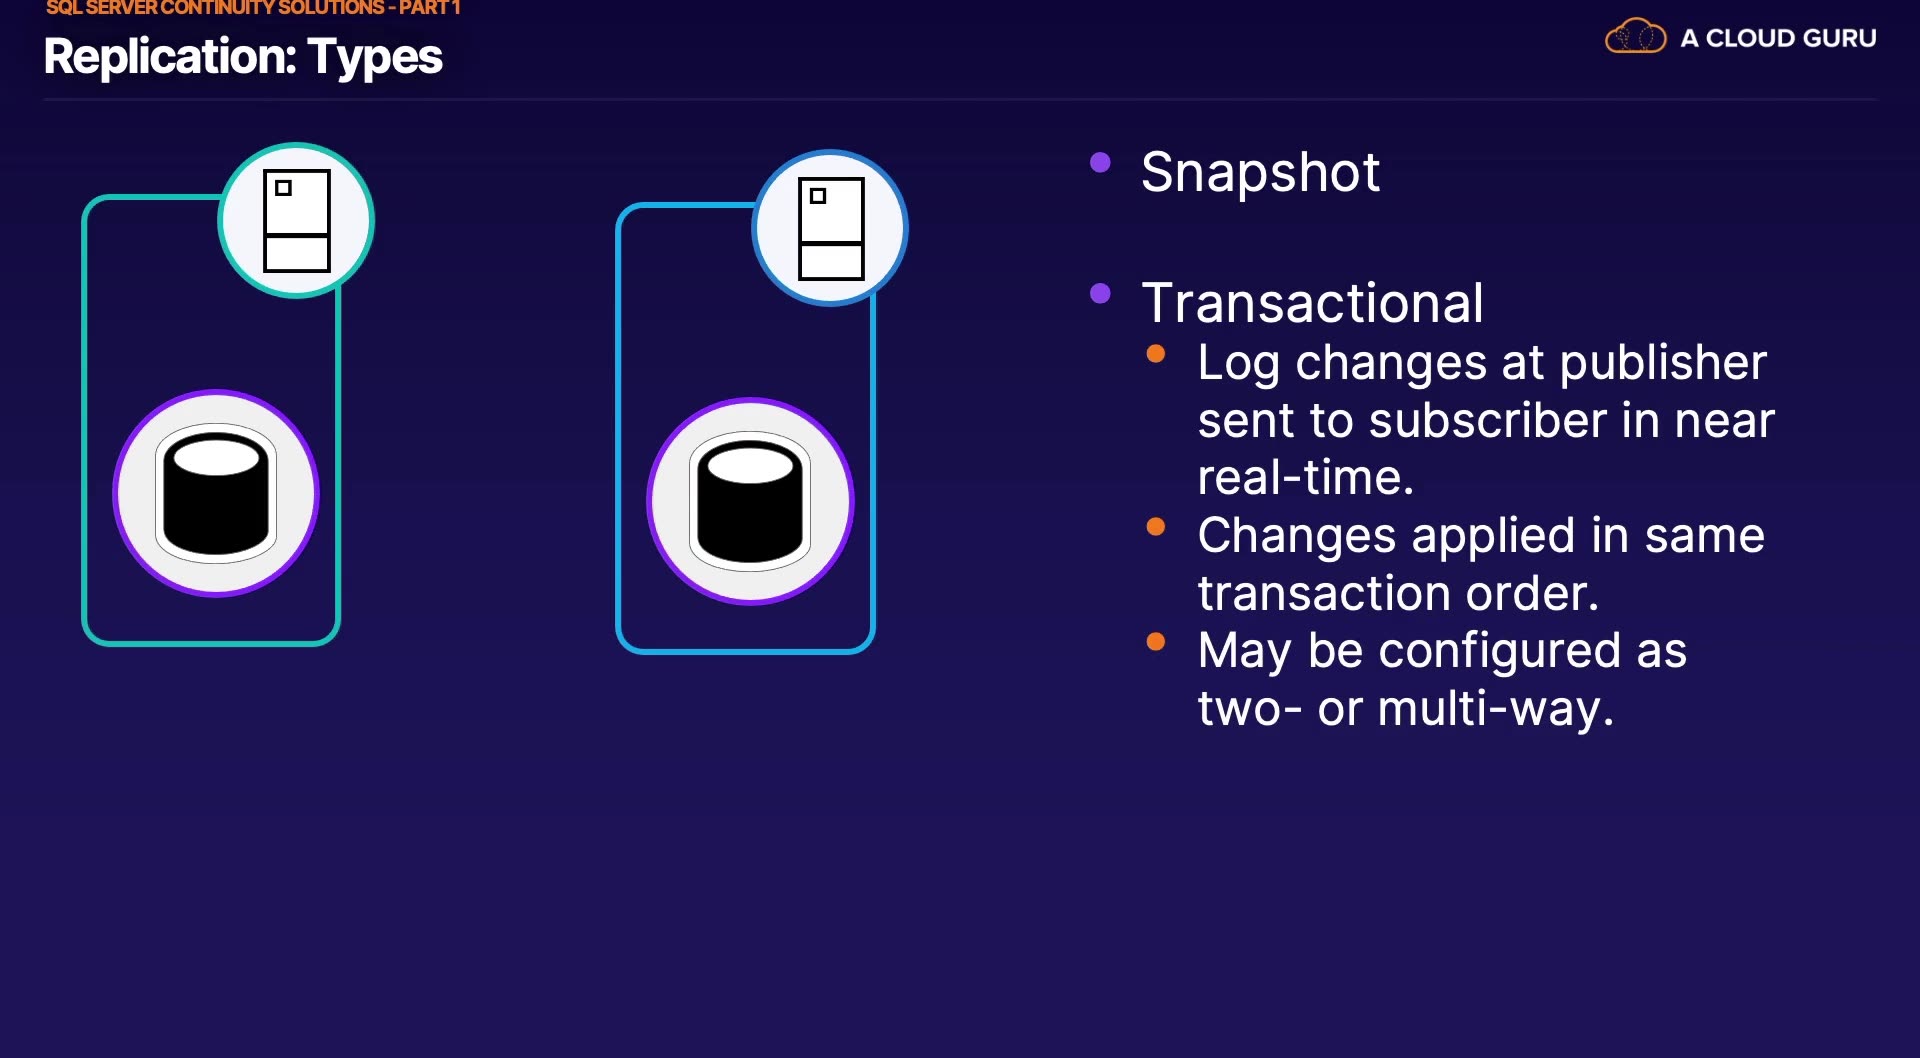 SQL SERVER CONTINUITY SOLUTIONS - PART 1
Replication: Types
A CLOUD GURU
Snapshot
Transactional
Log changes at publisher
sent to subscriber in near
real-time.
Changes applied in same
transaction order.
May be configured as
two- or multi-way.